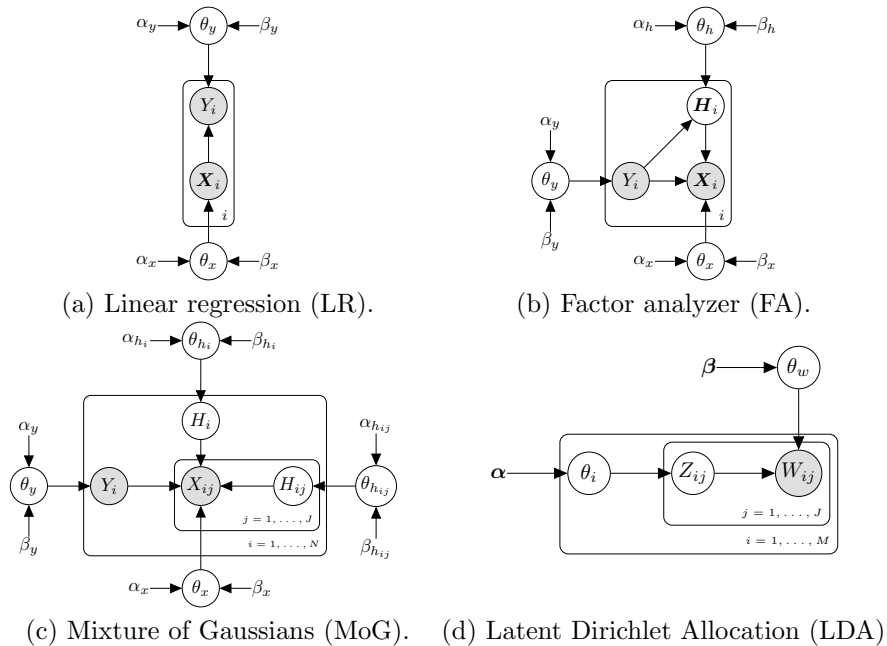 α_y θ_y β_y
Y_i
X_i
i
α_x θ_x β_x
(a) Linear regression (LR).
α_h θ_h β_h
H_i
α_y
θ_y Y_i X_i
β_y
i
α_x θ_x β_x
(b) Factor analyzer (FA).
α_{h_i} θ_{h_i} β_{h_i}
H_i
α_y α_{h_{ij}}
θ_y Y_i X_{ij} H_{ij} θ_{h_{ij}}
j = 1, . . . , J
β_y i = 1, . . . , N β_{h_{ij}}
α_x θ_x β_x
(c) Mixture of Gaussians (MoG).
β θ_w
α θ_i Z_{ij} W_{ij}
j = 1, . . . , J
i = 1, . . . , M
(d) Latent Dirichlet Allocation (LDA)